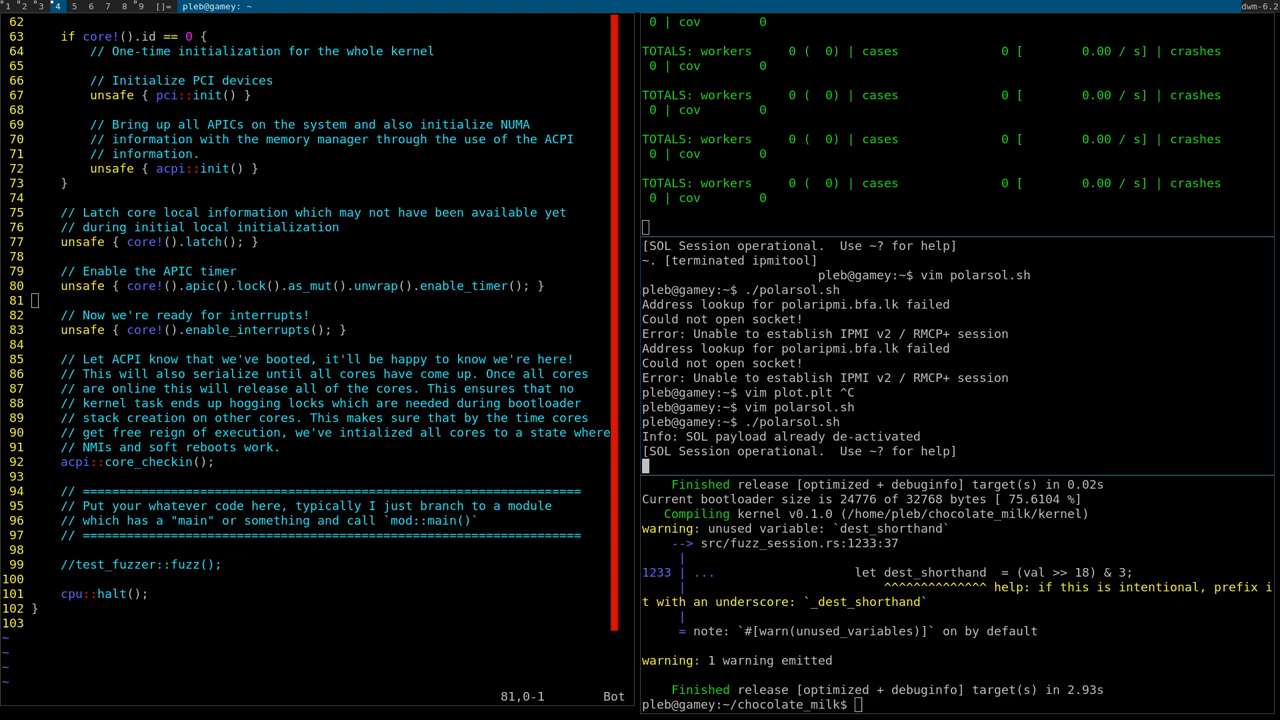 1 2 3 4 5 6 7 8 9 []= pleb@gamey: ~ dwm-6.2
62
63 if core!().id == 0 {
64 // One-time initialization for the whole kernel
65
66 // Initialize PCI devices
67 unsafe { pci::init() }
68
69 // Bring up all APICs on the system and also initialize NUMA
70 // information with the memory manager through the use of the ACPI
71 // information.
72 unsafe { acpi::init() }
73 }
74
75 // Latch core local information which may not have been available yet
76 // during initial local initialization
77 unsafe { core!().latch(); }
78
79 // Enable the APIC timer
80 unsafe { core!().apic().lock().as_mut().unwrap().enable_timer(); }
81
82 // Now we're ready for interrupts!
83 unsafe { core!().enable_interrupts(); }
84
85 // Let ACPI know that we've booted, it'll be happy to know we're here!
86 // This will also serialize until all cores have come up. Once all cores
87 // are online this will release all of the cores. This ensures that no
88 // kernel task ends up hogging locks which are needed during bootloader
89 // stack creation on other cores. This makes sure that by the time cores
90 // get free reign of execution, we've intialized all cores to a state where
91 // NMIs and soft reboots work.
92 acpi::core_checkin();
93
94 // =====================================================================
95 // Put your whatever code here, typically I just branch to a module
96 // which has a "main" or something and call `mod::main()`
97 // =====================================================================
98
99 //test_fuzzer::fuzz();
100
101 cpu::halt();
102 }
103
~
~
~
~
81,0-1 Bot
0 | cov 0
TOTALS: workers 0 ( 0) | cases 0 [ 0.00 / s] | crashes
0 | cov 0
TOTALS: workers 0 ( 0) | cases 0 [ 0.00 / s] | crashes
0 | cov 0
TOTALS: workers 0 ( 0) | cases 0 [ 0.00 / s] | crashes
0 | cov 0
TOTALS: workers 0 ( 0) | cases 0 [ 0.00 / s] | crashes
0 | cov 0
[SOL Session operational. Use ~? for help]
~. [terminated ipmitool]
pleb@gamey:~$ vim polarsol.sh
pleb@gamey:~$ ./polarsol.sh
Address lookup for polaripmi.bfa.lk failed
Could not open socket!
Error: Unable to establish IPMI v2 / RMCP+ session
Address lookup for polaripmi.bfa.lk failed
Could not open socket!
Error: Unable to establish IPMI v2 / RMCP+ session
pleb@gamey:~$ vim plot.plt ^C
pleb@gamey:~$ vim polarsol.sh
pleb@gamey:~$ ./polarsol.sh
Info: SOL payload already de-activated
[SOL Session operational. Use ~? for help]
Finished release [optimized + debuginfo] target(s) in 0.02s
Current bootloader size is 24776 of 32768 bytes [ 75.6104 %]
Compiling kernel v0.1.0 (/home/pleb/chocolate_milk/kernel)
warning: unused variable: `dest_shorthand`
--> src/fuzz_session.rs:1233:37
|
1233 | ... let dest_shorthand = (val >> 18) & 3;
| ^^^^^^^^^^^^^^ help: if this is intentional, prefix i
t with an underscore: `_dest_shorthand`
|
= note: `#[warn(unused_variables)]` on by default
warning: 1 warning emitted
Finished release [optimized + debuginfo] target(s) in 2.93s
pleb@gamey:~/chocolate_milk$